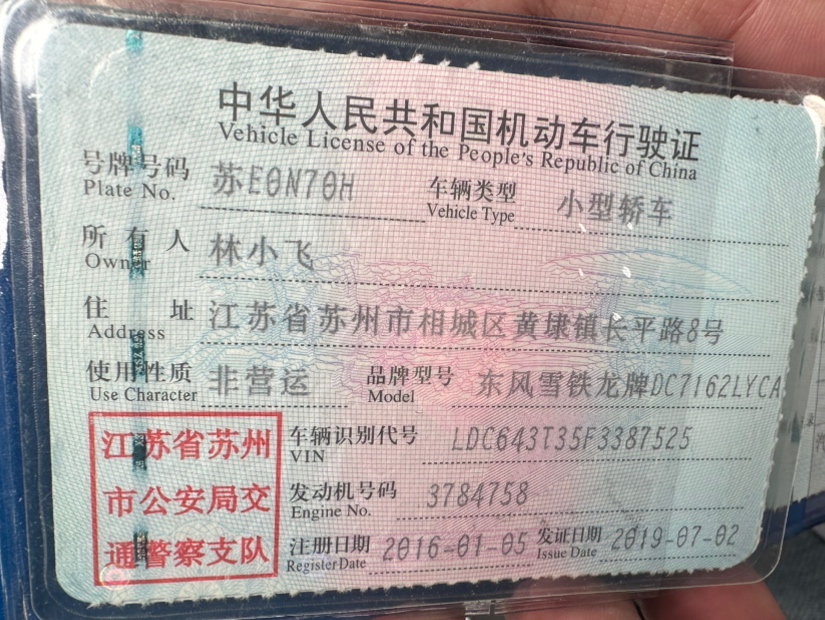 中华人民共和国机动车行驶证
Vehicle License of the People's Republic of China
号牌号码 苏E0N70H 车辆类型 小型轿车
Plate No. Vehicle Type
所有人 林小飞
Owner
住址 江苏省苏州市相城区黄埭镇长平路8号
Address
使用性质 非营运 品牌型号 东风雪铁龙牌DC7162LYCA
Use Character Model
江苏省苏州 车辆识别代号 LDC643T35F3387525
VIN
市公安局交 发动机号码 3784758
Engine No.
通警察支队 注册日期 2016-01-05 发证日期 2019-07-02
Register Date Issue Date